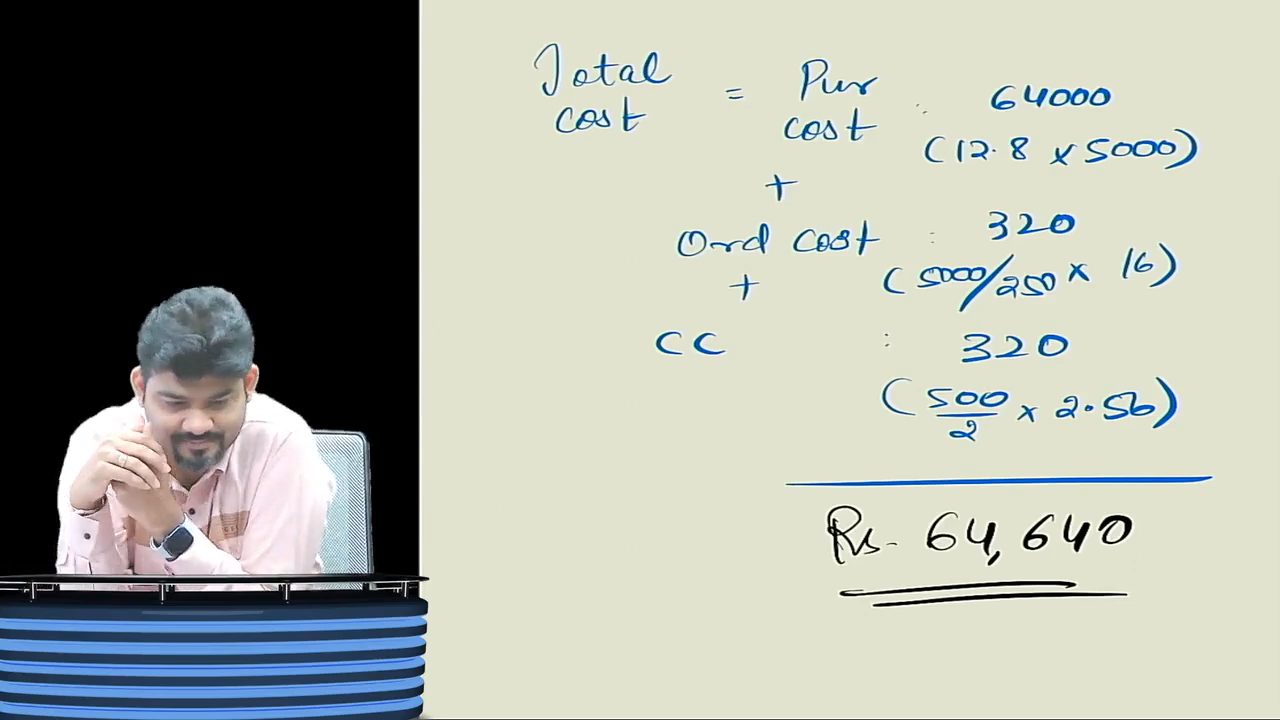 Total cost = Pur cost : 64000
(12.8 x 5000)
+
Ord cost : 320
+ (5000/250 x 16)
CC : 320
(500/2 x 2.56)
Rs. 64,640